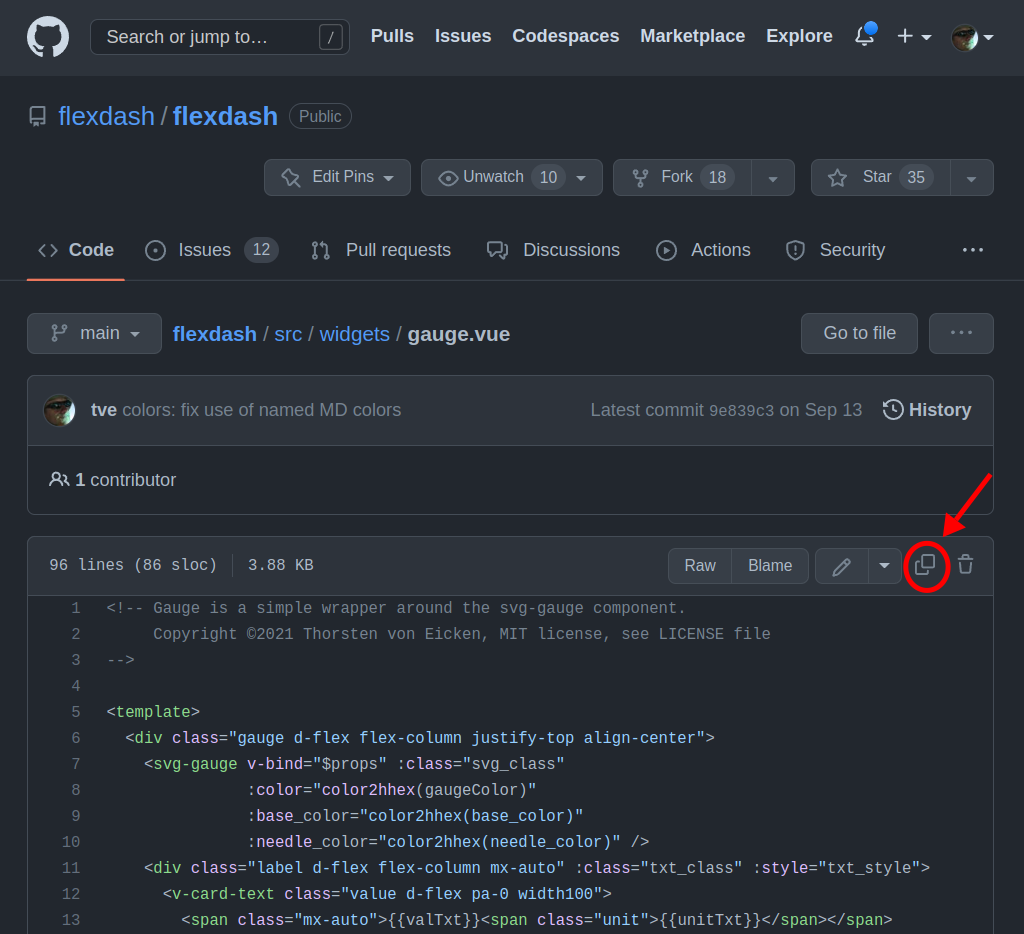 Search or jump to… / Pulls Issues Codespaces Marketplace Explore
flexdash / flexdash Public
Edit Pins Unwatch 10 Fork 18 Star 35
Code Issues 12 Pull requests Discussions Actions Security ···
main flexdash / src / widgets / gauge.vue Go to file ···
tve colors: fix use of named MD colors Latest commit 9e839c3 on Sep 13 History
1 contributor
96 lines (86 sloc) 3.88 KB Raw Blame
1 <!-- Gauge is a simple wrapper around the svg-gauge component.
2      Copyright ©2021 Thorsten von Eicken, MIT license, see LICENSE file
3 -->
4
5 <template>
6   <div class="gauge d-flex flex-column justify-top align-center">
7     <svg-gauge v-bind="$props" :class="svg_class"
8                :color="color2hhex(gaugeColor)"
9                :base_color="color2hhex(base_color)"
10                :needle_color="color2hhex(needle_color)" />
11     <div class="label d-flex flex-column mx-auto" :class="txt_class" :style="txt_style">
12       <v-card-text class="value d-flex pa-0 width100">
13         <span class="mx-auto">{{valTxt}}<span class="unit">{{unitTxt}}</span></span>